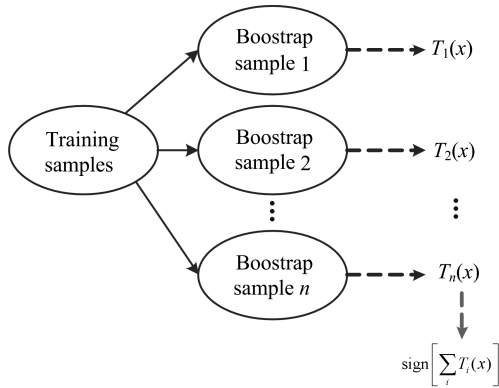 Boostrap
sample 1
T₁(x)
Training
samples
Boostrap
sample 2
T₂(x)
Boostrap
sample n
Tₙ(x)
sign[∑ᵢ Tᵢ(x)]